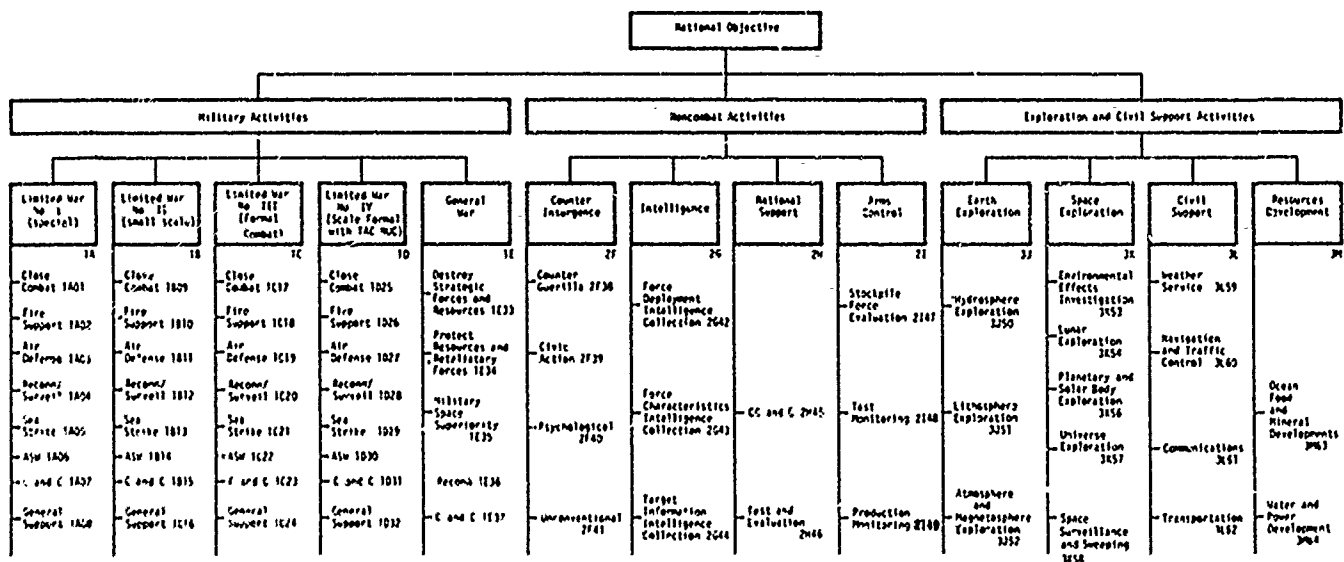 National Objective
Military Activities
Noncombat Activities
Exploration and Civil Support Activities
Limited War
No I
(Special)
1A
Close
Combat 1A01
Fire
Support 1A02
Air
Defense 1A03
Reconn/
Surveil 1A04
Sea
Strike 1A05
ASW 1A06
C and C 1A07
General
Support 1A08
Limited War
No II
(Small Scale)
1B
Close
Combat 1B09
Fire
Support 1B10
Air
Defense 1B11
Reconn/
Surveil 1B12
Sea
Strike 1B13
ASW 1B14
C and C 1B15
General
Support 1C16
Limited War
No III
(Formal
Combat)
1C
Close
Combat 1C17
Fire
Support 1C18
Air
Defense 1C19
Reconn/
Surveil 1C20
Sea
Strike 1C21
ASW 1C22
C and C 1C23
General
Support 1C24
Limited War
No IV
(Scale Formal
with TAC NUC)
1D
Close
Combat 1D25
Fire
Support 1D26
Air
Defense 1D27
Reconn/
Surveil 1D28
Sea
Strike 1D29
ASW 1D30
C and C 1D31
General
Support 1D32
General
War
1E
Destroy
Strategic
Forces and
Resources 1E33
Protect
Resources and
Retaliatory
Forces 1E34
Military
Space
Superiority
1E35
Reconn 1E36
C and C 1E37
Counter
Insurgence
2F
Counter
Guerilla 2F38
Civic
Action 2F39
Psychological
2F40
Unconventional
2F41
Intelligence
2G
Force
Deployment
Intelligence
Collection 2G42
Force
Characteristics
Intelligence
Collection 2G43
Target
Information
Intelligence
Collection 2G44
National
Support
2H
CC and C 2H45
Test and
Evaluation
2H46
Arms
Control
2I
Stockpile
Force
Evaluation 2I47
Test
Monitoring 2I48
Production
Monitoring 2I49
Earth
Exploration
3J
Hydrosphere
Exploration
3J50
Lithosphere
Exploration
3J51
Atmosphere
and
Magnetosphere
Exploration
3J52
Space
Exploration
3K
Environmental
Effects
Investigation
3K53
Lunar
Exploration
3K54
Planetary and
Solar Body
Exploration
3K56
Universe
Exploration
3K57
Space
Surveillance
and Sweeping
3K58
Civil
Support
3L
Weather
Service 3L59
Navigation
and Traffic
Control 3L60
Communications
3L61
Transportation
3L62
Resources
Development
3M
Ocean
Food
and
Mineral
Developments
3M63
Water and
Power
Development
3M64